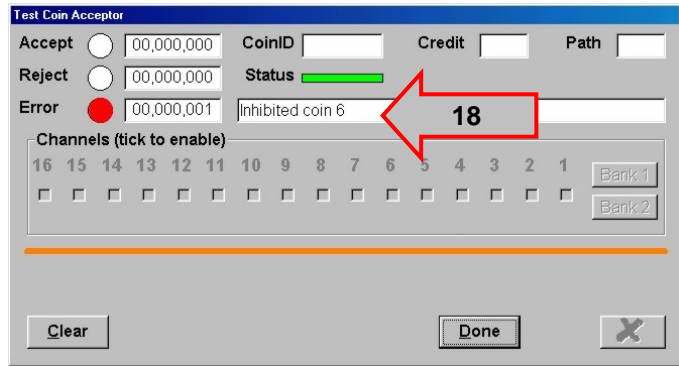 Test Coin Acceptor
Accept 00,000,000 CoinID Credit Path
Reject 00,000,000 Status
Error 00,000,001 Inhibited coin 6 18
Channels (tick to enable)
16 15 14 13 12 11 10 9 8 7 6 5 4 3 2 1 Bank 1
Bank 2
Clear Done